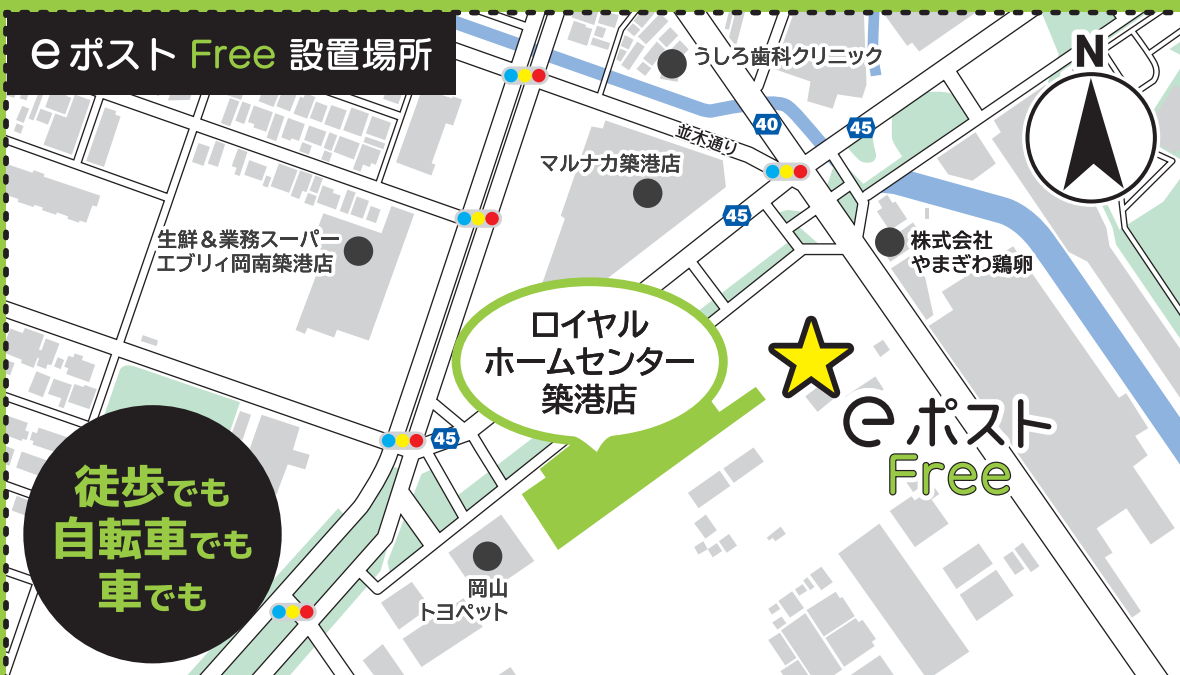 eポスト Free 設置場所
うしろ歯科クリニック
N
40
45
並木通り
マルナカ築港店
45
生鮮＆業務スーパー
エブリィ岡南築港店
株式会社
やまぎわ鶏卵
ロイヤル
ホームセンター
築港店
eポスト
Free
45
徒歩でも
自転車でも
車でも
岡山
トヨペット